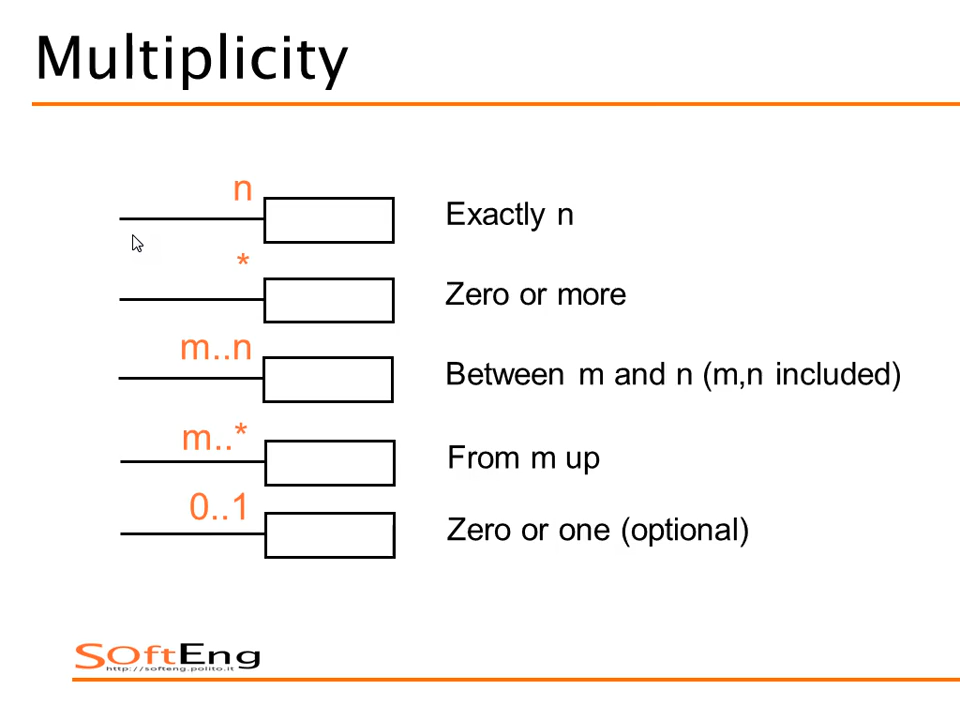 Multiplicity
n
Exactly n
*
Zero or more
m..n
Between m and n (m,n included)
m..*
From m up
0..1
Zero or one (optional)
SOftEng
http://softeng.polito.it